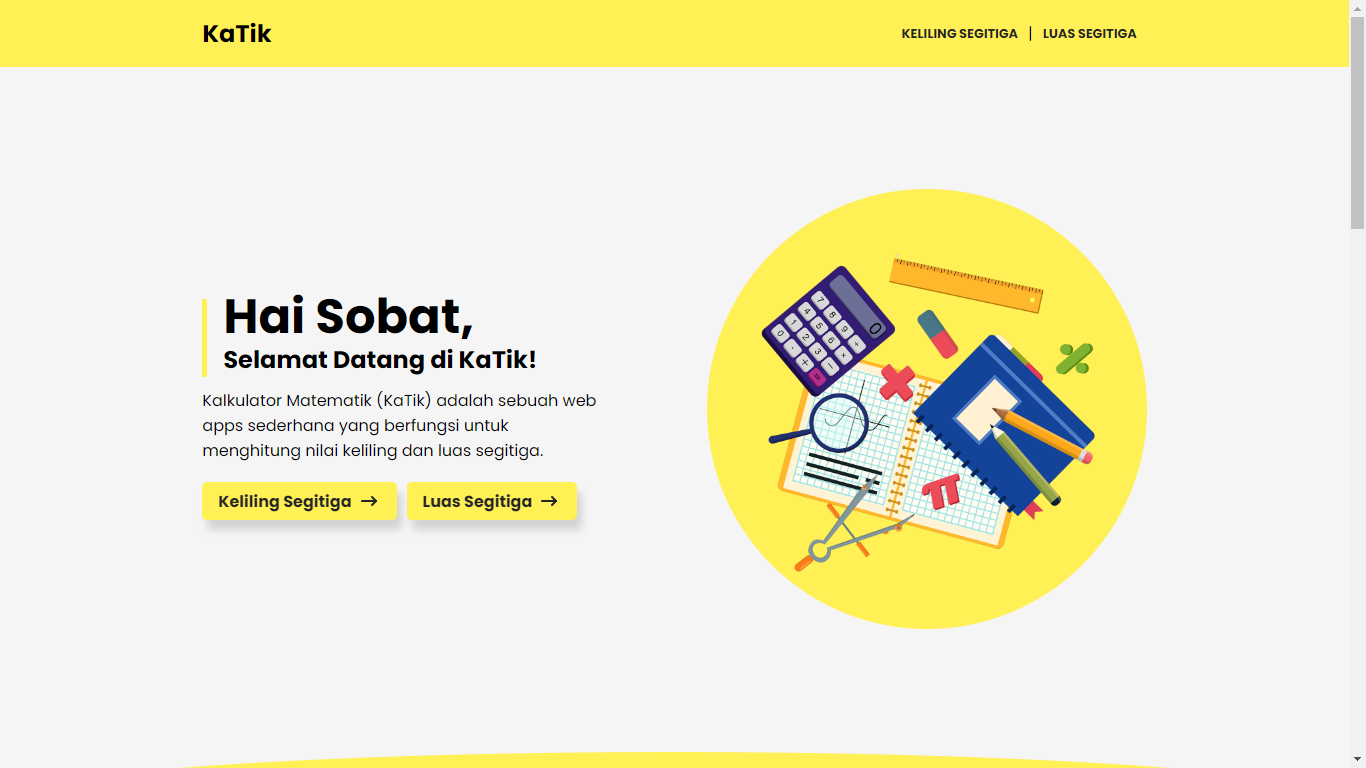 KaTik
KELILING SEGITIGA | LUAS SEGITIGA
Hai Sobat,
Selamat Datang di KaTik!
Kalkulator Matematik (KaTik) adalah sebuah web
apps sederhana yang berfungsi untuk
menghitung nilai keliling dan luas segitiga.
Keliling Segitiga → Luas Segitiga →